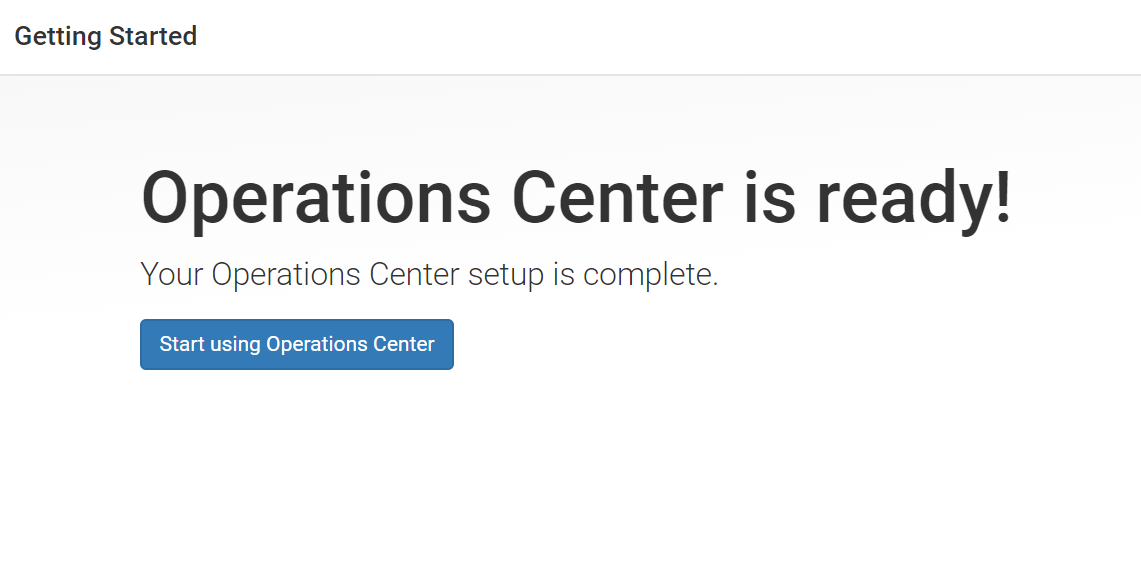 Getting Started
Operations Center is ready!
Your Operations Center setup is complete.
Start using Operations Center